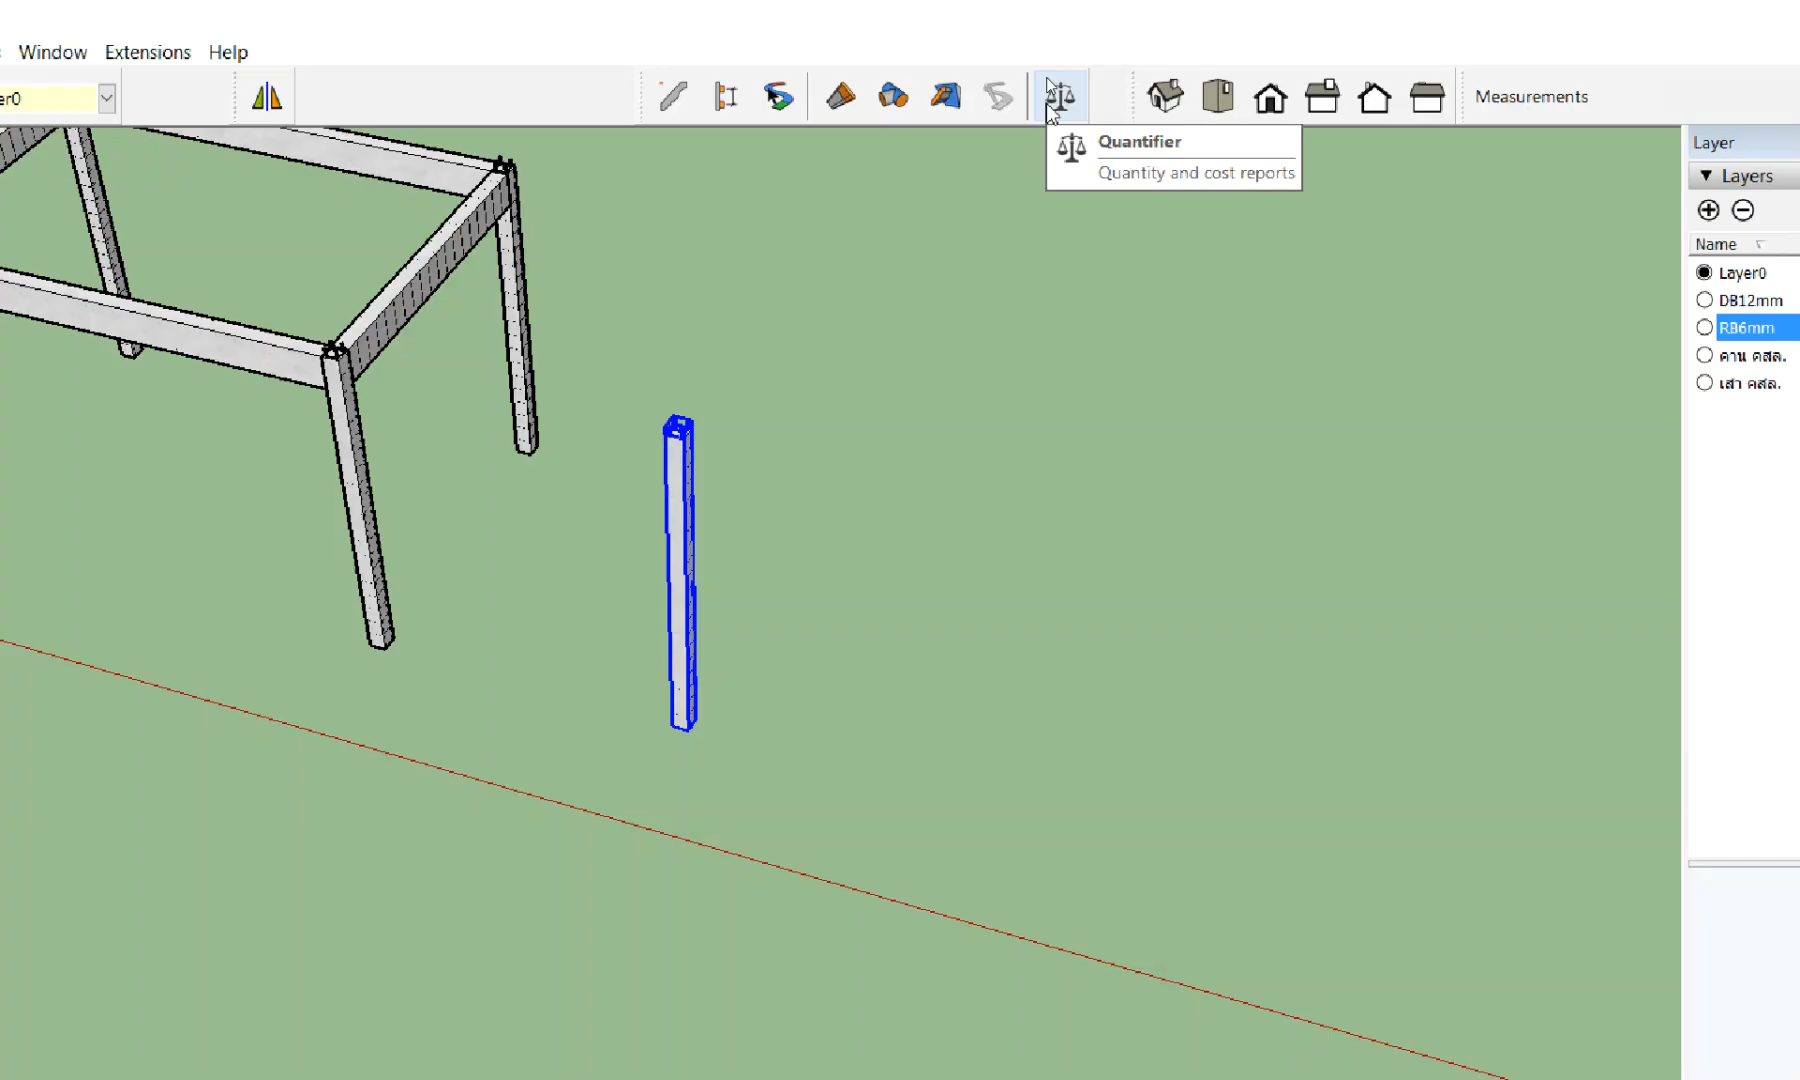 Window Extensions Help
er0
Measurements
Quantifier
Quantity and cost reports
Layer
Layers
Name
Layer0
DB12mm
RB6mm
คาน คสล.
เสา คสล.